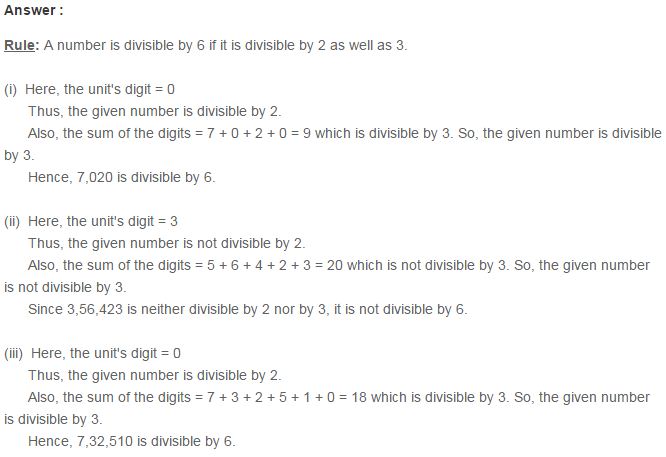 Answer :
Rule: A number is divisible by 6 if it is divisible by 2 as well as 3.
(i) Here, the unit's digit = 0
Thus, the given number is divisible by 2.
Also, the sum of the digits = 7 + 0 + 2 + 0 = 9 which is divisible by 3. So, the given number is divisible
by 3.
Hence, 7,020 is divisible by 6.
(ii) Here, the unit's digit = 3
Thus, the given number is not divisible by 2.
Also, the sum of the digits = 5 + 6 + 4 + 2 + 3 = 20 which is not divisible by 3. So, the given number
is not divisible by 3.
Since 3,56,423 is neither divisible by 2 nor by 3, it is not divisible by 6.
(iii) Here, the unit's digit = 0
Thus, the given number is divisible by 2.
Also, the sum of the digits = 7 + 3 + 2 + 5 + 1 + 0 = 18 which is divisible by 3. So, the given number
is divisible by 3.
Hence, 7,32,510 is divisible by 6.